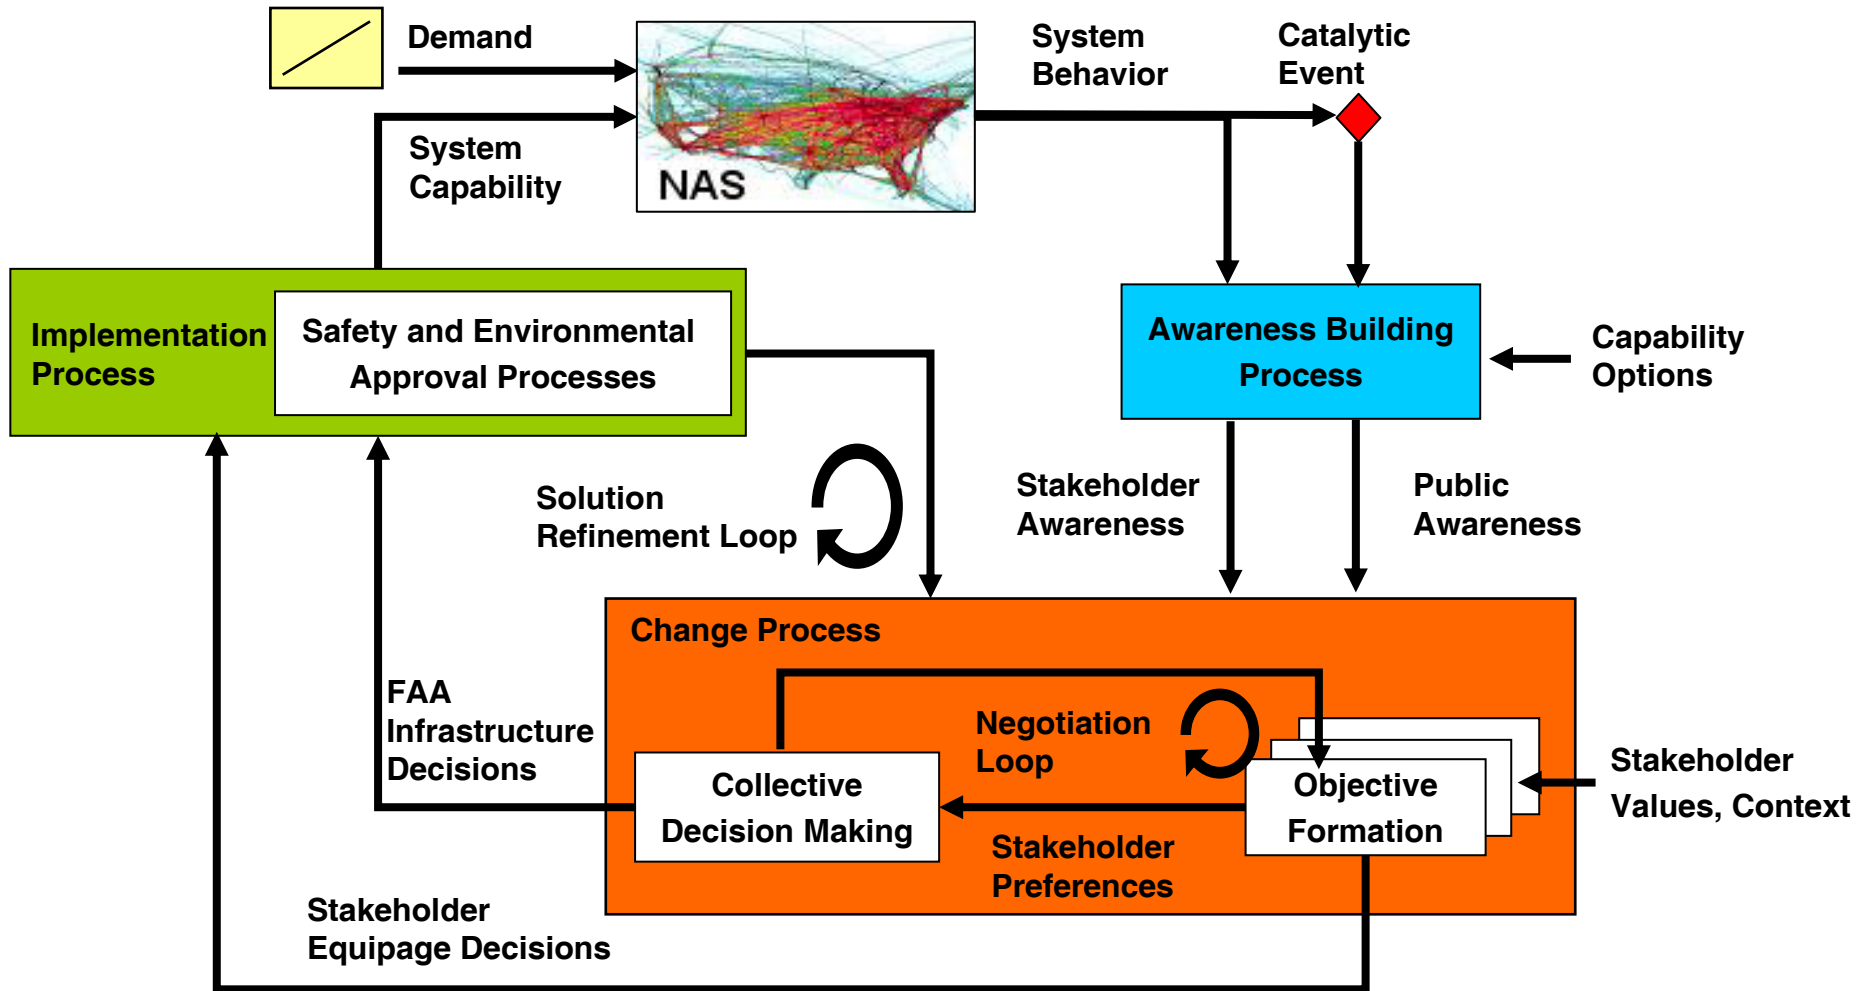 Demand
System
Behavior
Catalytic
Event
System
Capability
NAS
Implementation
Process
Safety and Environmental
Approval Processes
Awareness Building
Process
Capability
Options
Solution
Refinement Loop
Stakeholder
Awareness
Public
Awareness
Change Process
FAA
Infrastructure
Decisions
Negotiation
Loop
Collective
Decision Making
Objective
Formation
Stakeholder
Values, Context
Stakeholder
Preferences
Stakeholder
Equipage Decisions